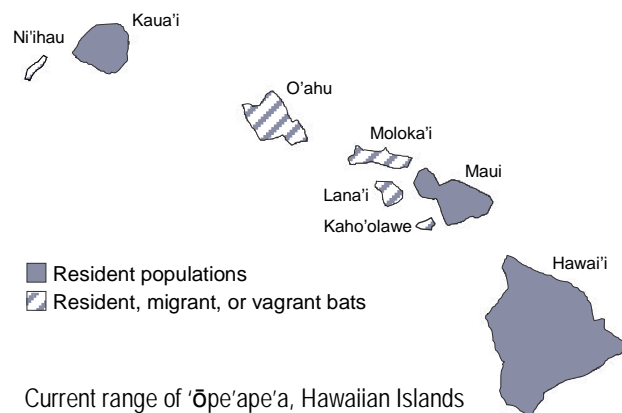 Ni'ihau
Kaua'i
O'ahu
Moloka'i
Maui
Lana'i
Kaho'olawe
Hawai'i
Resident populations
Resident, migrant, or vagrant bats
Current range of ‘ōpe'ape'a, Hawaiian Islands